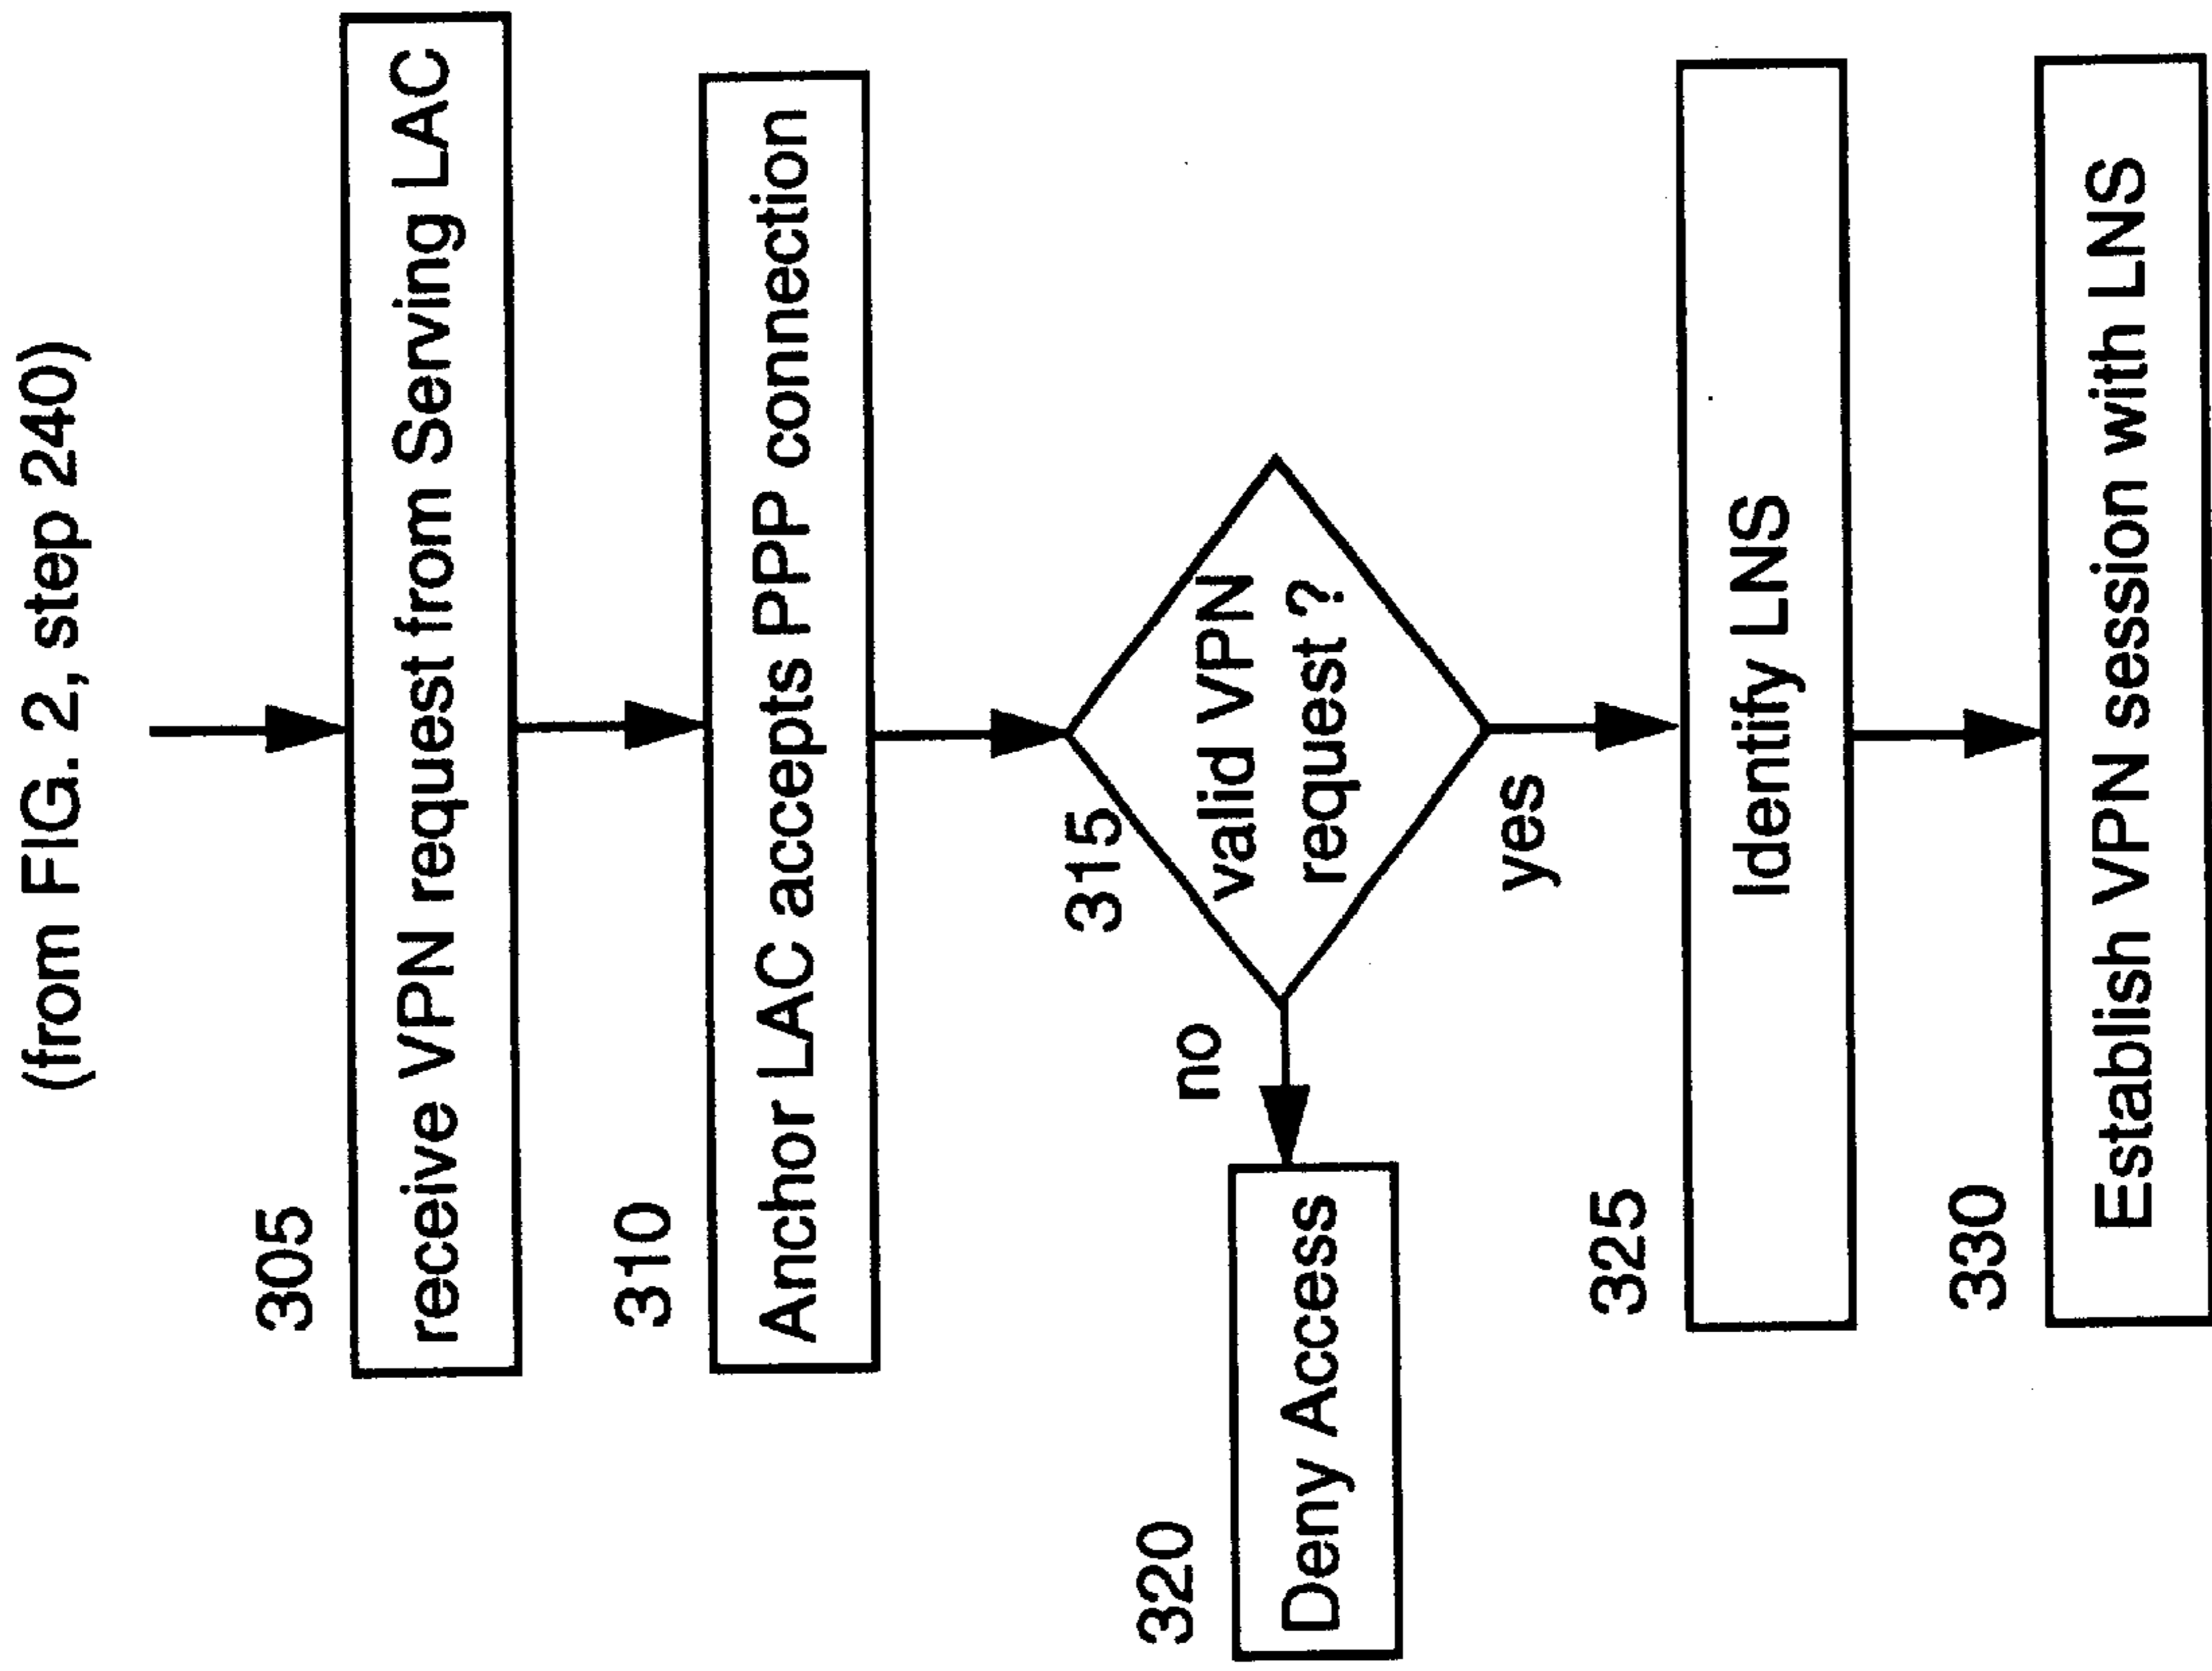 (from FIG. 2, step 240)
305
receive VPN request from Serving LAC
310
Anchor LAC accepts PPP connection
315
valid VPN
request ?
no
320
Deny Access
yes
325
Identify LNS
330
Establish VPN session with LNS